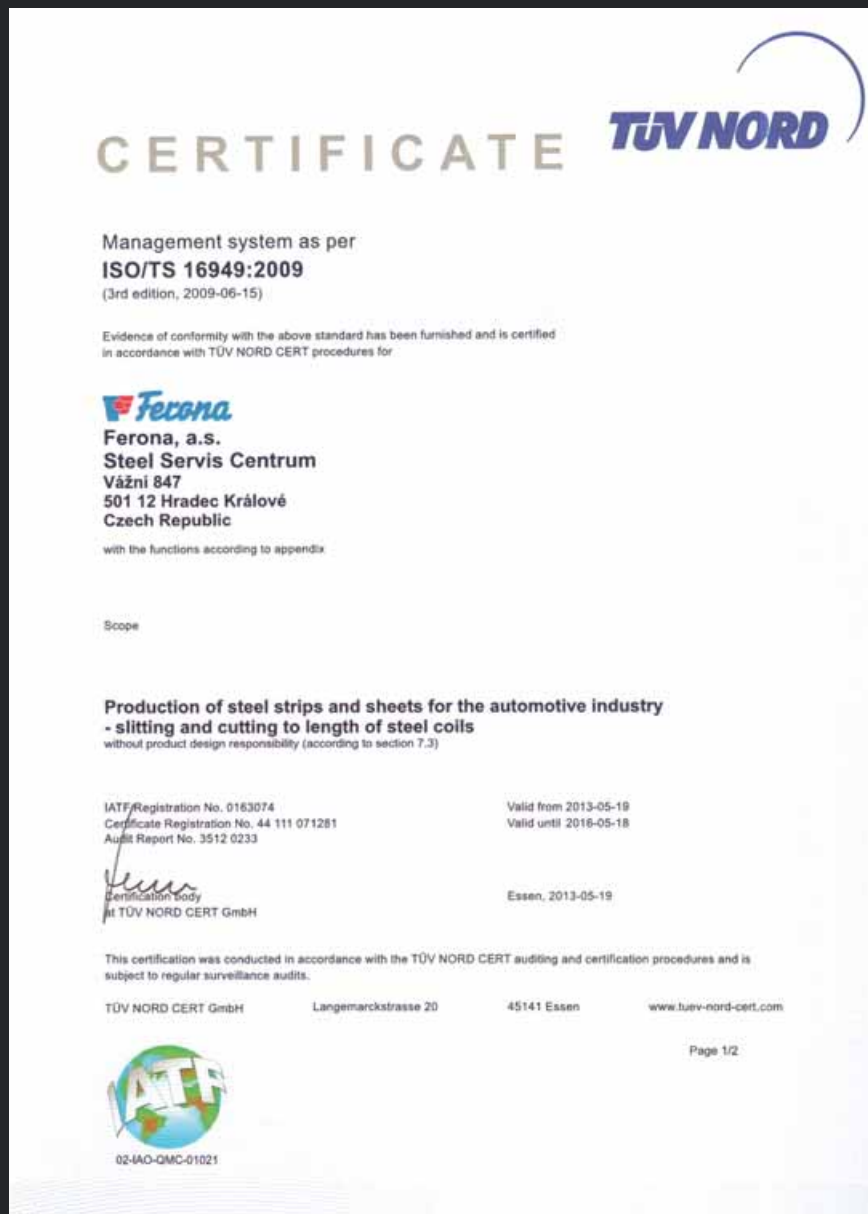 TÜV NORD
CERTIFICATE
Management system as per
ISO/TS 16949:2009
(3rd edition, 2009-06-15)
Evidence of conformity with the above standard has been furnished and is certified
in accordance with TÜV NORD CERT procedures for
Ferona
Ferona, a.s.
Steel Servis Centrum
Vážní 847
501 12 Hradec Králové
Czech Republic
with the functions according to appendix
Scope
Production of steel strips and sheets for the automotive industry
- slitting and cutting to length of steel coils
without product design responsibility (according to section 7.3)
IATF Registration No. 0163074
Valid from 2013-05-19
Certificate Registration No. 44 111 071281
Valid until 2016-05-18
Audit Report No. 3512 0233
Certification body
at TÜV NORD CERT GmbH
Essen, 2013-05-19
This certification was conducted in accordance with the TÜV NORD CERT auditing and certification procedures and is
subject to regular surveillance audits.
TÜV NORD CERT GmbH Langemarckstrasse 20 45141 Essen www.tuev-nord-cert.com
Page 1/2
IATF
02-IAO-QMC-01021